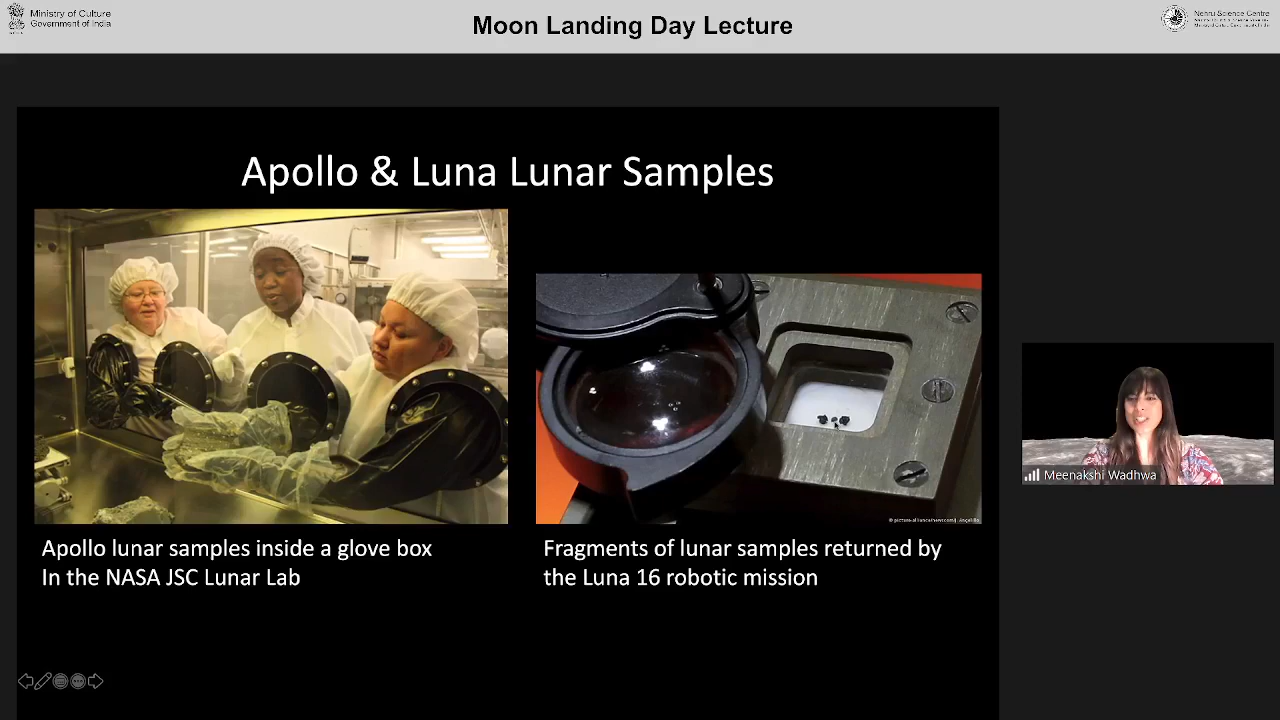 Ministry of Culture
Government of India
Moon Landing Day Lecture
Nehru Science Centre
Apollo & Luna Lunar Samples
Apollo lunar samples inside a glove box
In the NASA JSC Lunar Lab
Fragments of lunar samples returned by
the Luna 16 robotic mission
Meenakshi Wadhwa